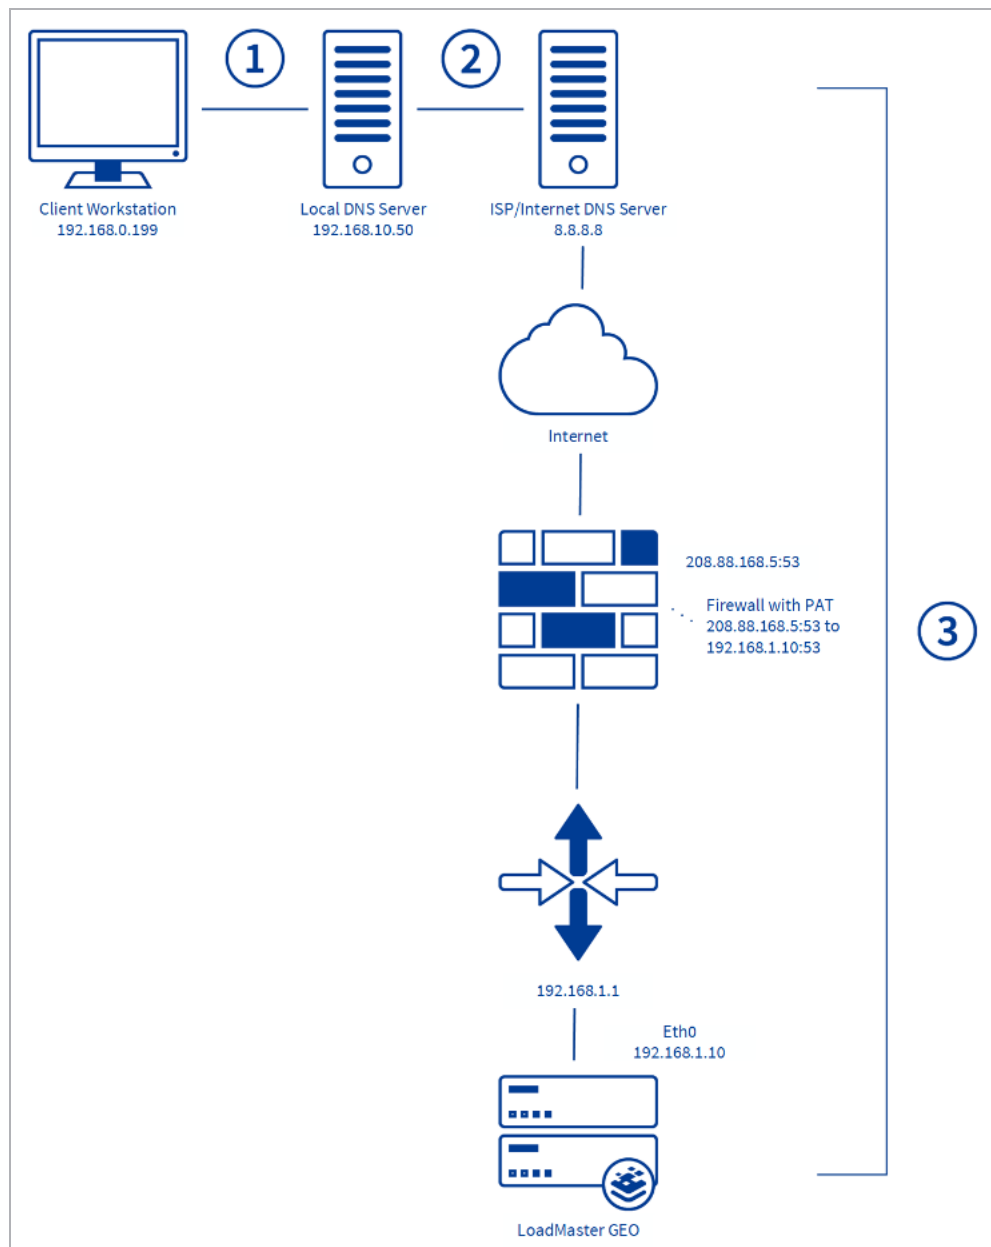 1
2
Client Workstation
192.168.0.199
Local DNS Server
192.168.10.50
ISP/Internet DNS Server
8.8.8.8
Internet
208.88.168.5:53
Firewall with PAT
208.88.168.5:53 to
192.168.1.10:53
3
192.168.1.1
Eth0
192.168.1.10
LoadMaster GEO